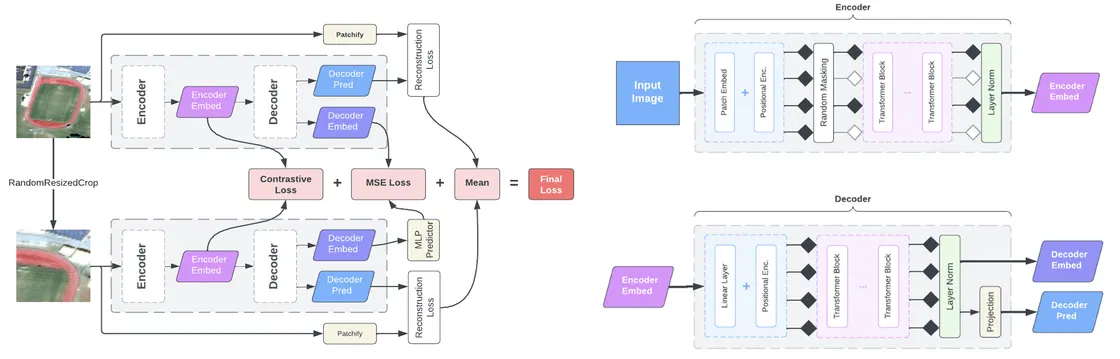 Patchify
Reconstruction
Loss
Encoder
Encoder
Embed
Decoder
Decoder
Pred
Decoder
Embed
RandomResizedCrop
Contrastive
Loss
+
MSE Loss
+
Mean
=
Final
Loss
Encoder
Encoder
Embed
Decoder
Decoder
Embed
Decoder
Pred
MLP
Predictor
Reconstruction
Loss
Patchify
Encoder
Input
Image
Patch Embed
+
Positional Enc.
Random Masking
Transformer Block
...
Transformer Block
Layer Norm
Encoder
Embed
Decoder
Encoder
Embed
Linear Layer
+
Positional Enc.
Transformer Block
...
Transformer Block
Layer Norm
Projection
Decoder
Embed
Decoder
Pred